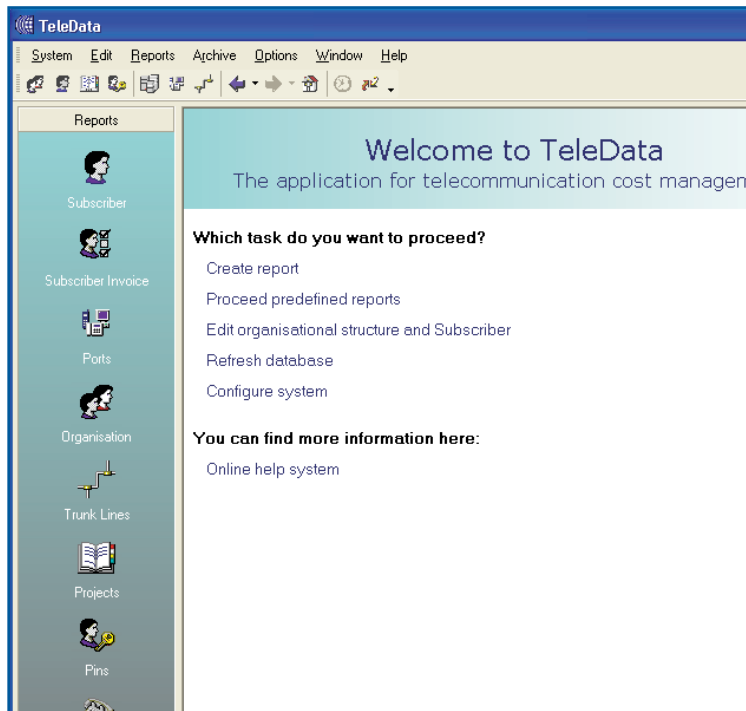 TeleData
System Edit Reports Archive Options Window Help
Reports
Subscriber
Subscriber Invoice
Ports
Organisation
Trunk Lines
Projects
Pins
Welcome to TeleData
The application for telecommunication cost managem
Which task do you want to proceed?
Create report
Proceed predefined reports
Edit organisational structure and Subscriber
Refresh database
Configure system
You can find more information here:
Online help system